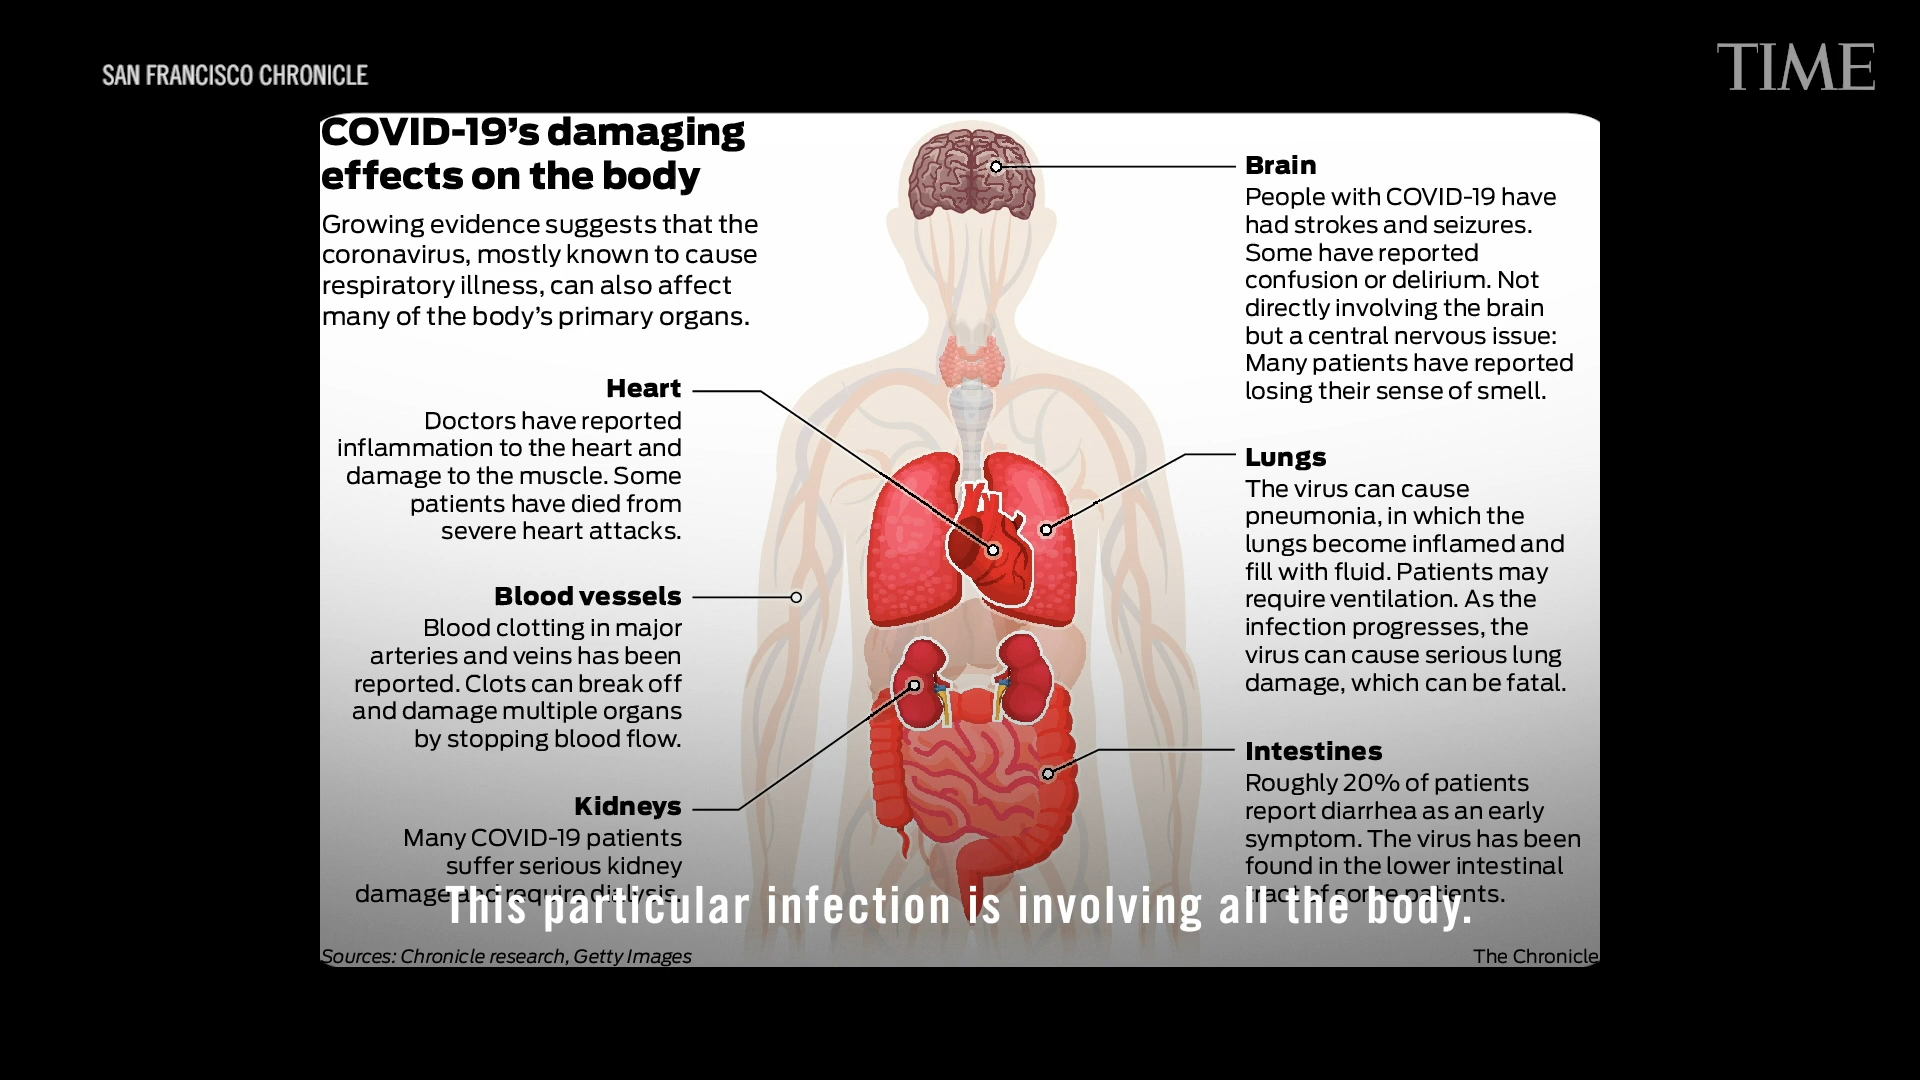 SAN FRANCISCO CHRONICLE
TIME
COVID-19's damaging
effects on the body
Growing evidence suggests that the
coronavirus, mostly known to cause
respiratory illness, can also affect
many of the body's primary organs.
Heart
Doctors have reported
inflammation to the heart and
damage to the muscle. Some
patients have died from
severe heart attacks.
Blood vessels
Blood clotting in major
arteries and veins has been
reported. Clots can break off
and damage multiple organs
by stopping blood flow.
Kidneys
Many COVID-19 patients
suffer serious kidney
damage and require dialysis.
Brain
People with COVID-19 have
had strokes and seizures.
Some have reported
confusion or delirium. Not
directly involving the brain
but a central nervous issue:
Many patients have reported
losing their sense of smell.
Lungs
The virus can cause
pneumonia, in which the
lungs become inflamed and
fill with fluid. Patients may
require ventilation. As the
infection progresses, the
virus can cause serious lung
damage, which can be fatal.
Intestines
Roughly 20% of patients
report diarrhea as an early
symptom. The virus has been
found in the lower intestinal
tract of some patients.
This particular infection is involving all the body.
Sources: Chronicle research, Getty Images
The Chronicle